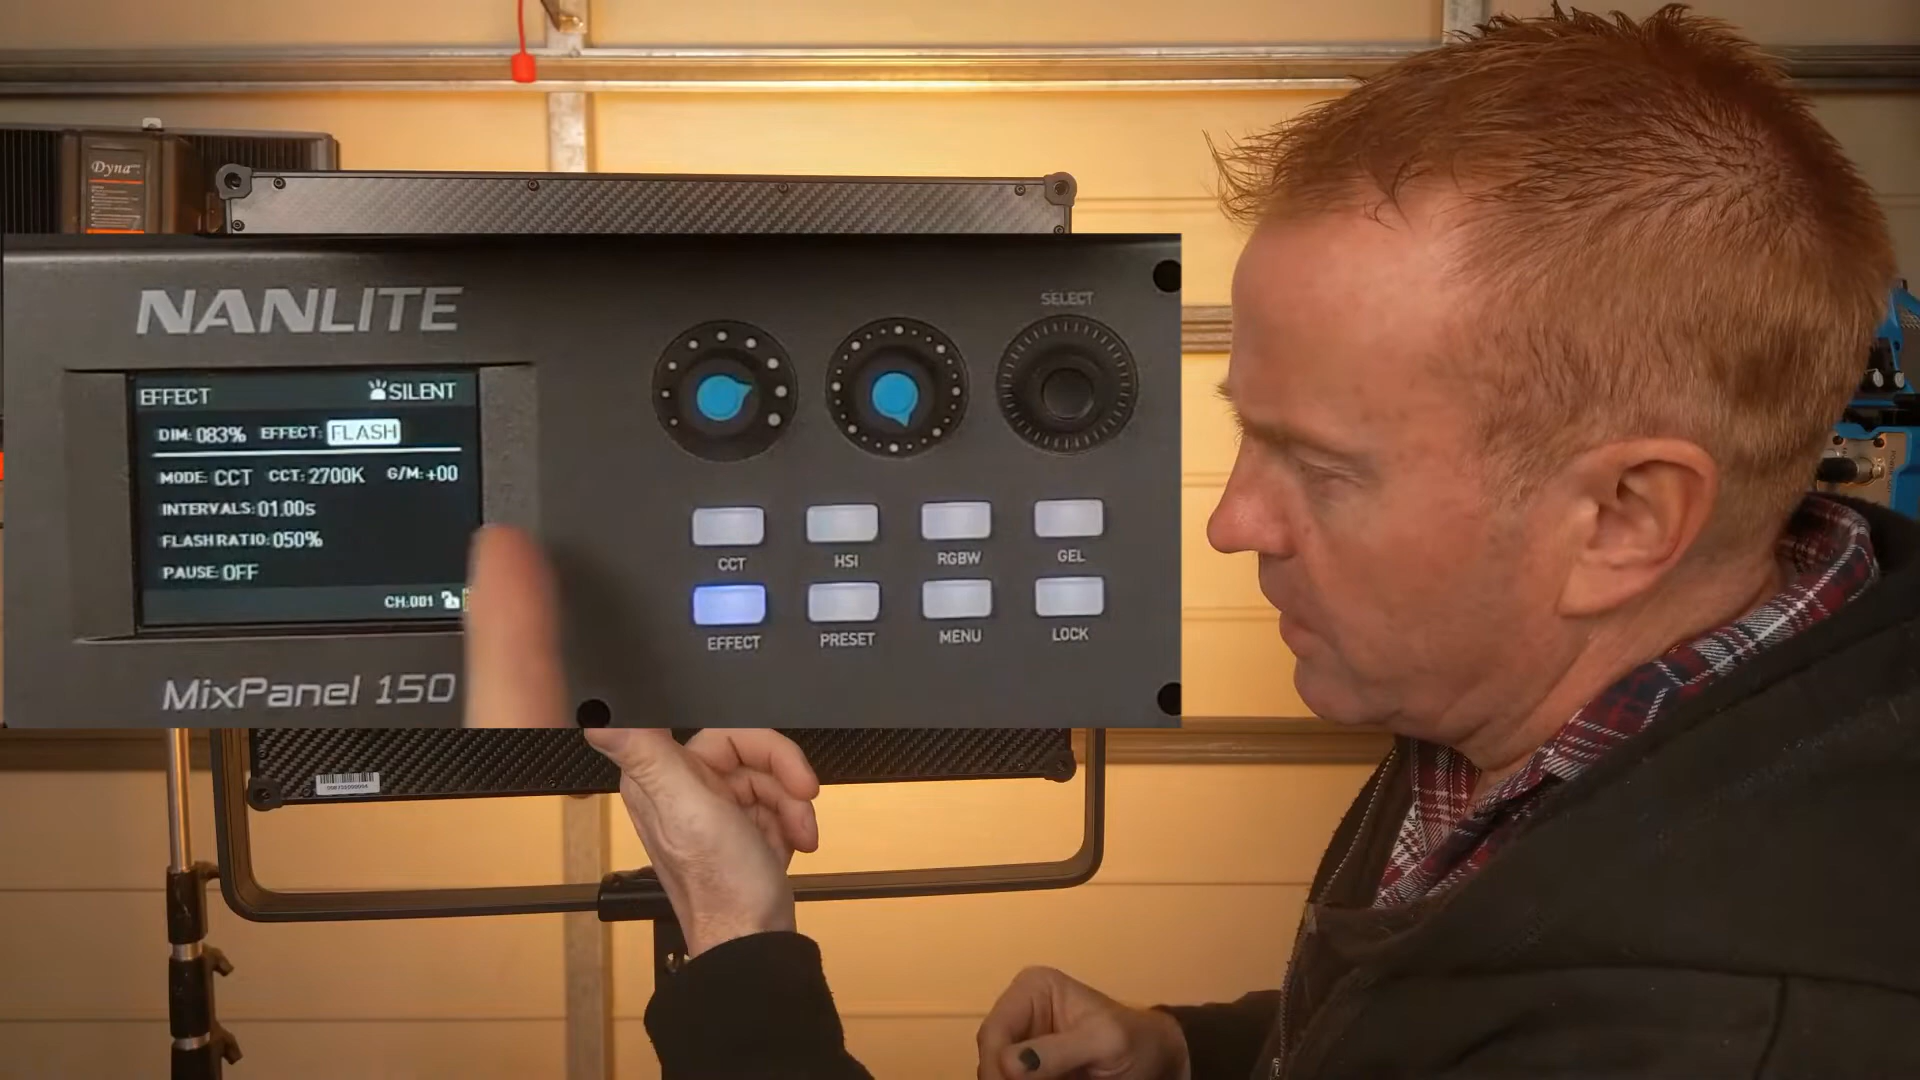 Dyna
NANLITE
SELECT
EFFECT SILENT
DIM: 083% EFFECT: FLASH
MODE: CCT CCT: 2700K G/M: +00
INTERVALS: 01.00s
FLASH RATIO: 050%
PAUSE: OFF
CH:001
CCT HSI RGBW GEL
EFFECT PRESET MENU LOCK
MixPanel 150